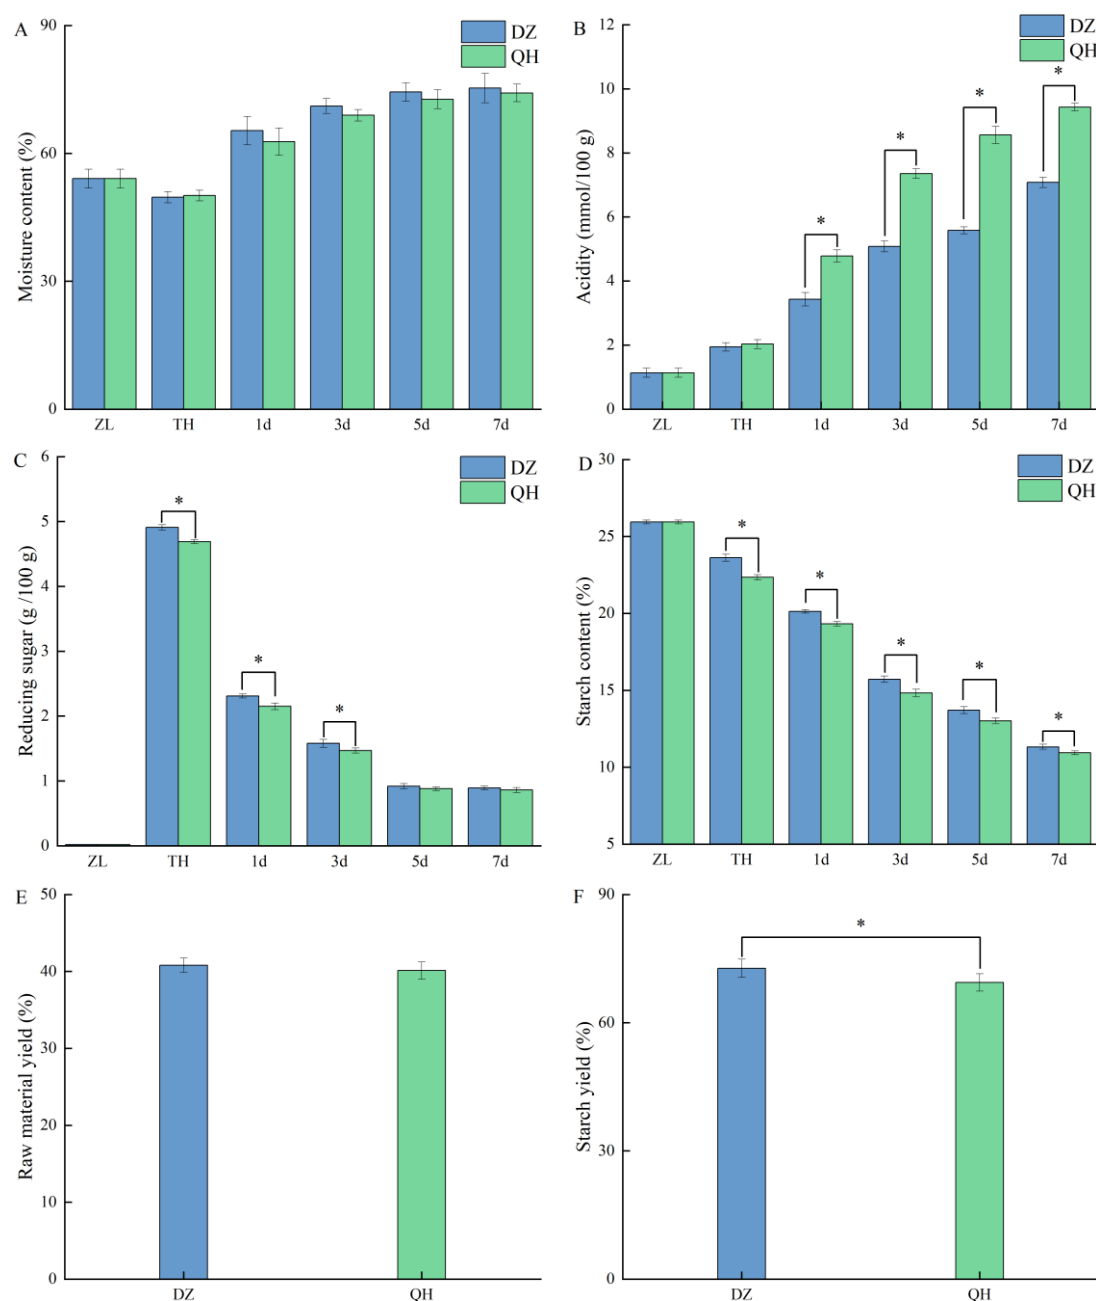 A
DZ
QH
Moisture content (%)
90
60
30
0
ZL TH 1d 3d 5d 7d
B
DZ
QH
Acidity (mmol/100 g)
12
10
8
6
4
2
0
* * * *
ZL TH 1d 3d 5d 7d
C
DZ
QH
Reducing sugar (g /100 g)
6
5
4
3
2
1
0
* * *
ZL TH 1d 3d 5d 7d
D
DZ
QH
Starch content (%)
30
25
20
15
10
5
* * * * *
ZL TH 1d 3d 5d 7d
E
Raw material yield (%)
50
40
30
20
10
0
DZ QH
F
Starch yield (%)
90
60
30
0
*
DZ QH